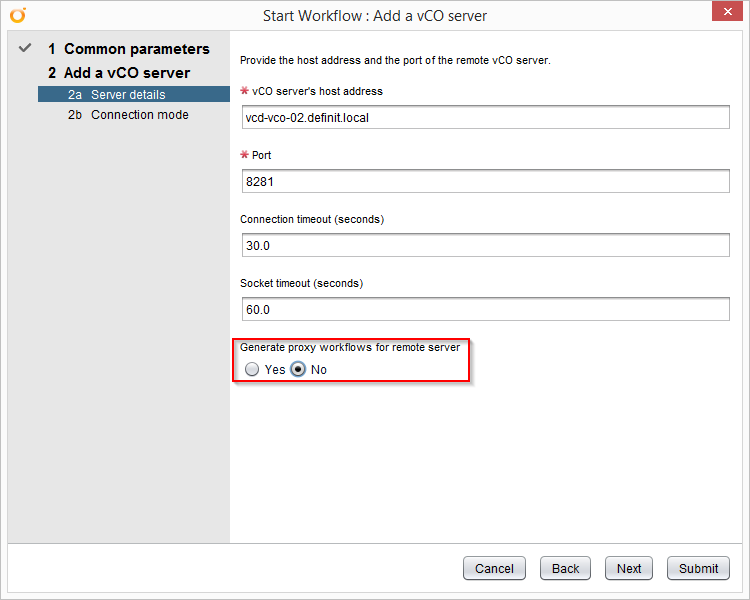 Start Workflow : Add a vCO server
1 Common parameters
2 Add a vCO server
2a Server details
2b Connection mode
Provide the host address and the port of the remote vCO server.
* vCO server's host address
vcd-vco-02.definit.local
* Port
8281
Connection timeout (seconds)
30.0
Socket timeout (seconds)
60.0
Generate proxy workflows for remote server
Yes No
Cancel Back Next Submit